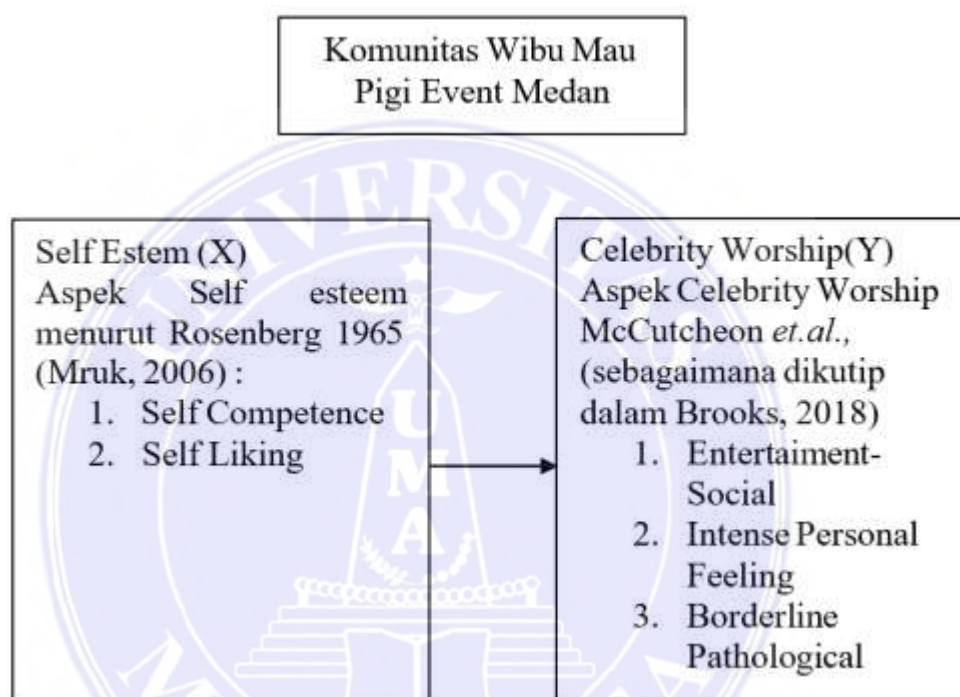 Komunitas Wibu Mau
Pigi Event Medan
Self Estem (X)
Aspek Self esteem
menurut Rosenberg 1965
(Mruk, 2006) :
1. Self Competence
2. Self Liking
Celebrity Worship(Y)
Aspek Celebrity Worship
McCutcheon et.al.,
(sebagaimana dikutip
dalam Brooks, 2018)
1. Entertaiment-
Social
2. Intense Personal
Feeling
3. Borderline
Pathological
UNIVERSITAS
UMA